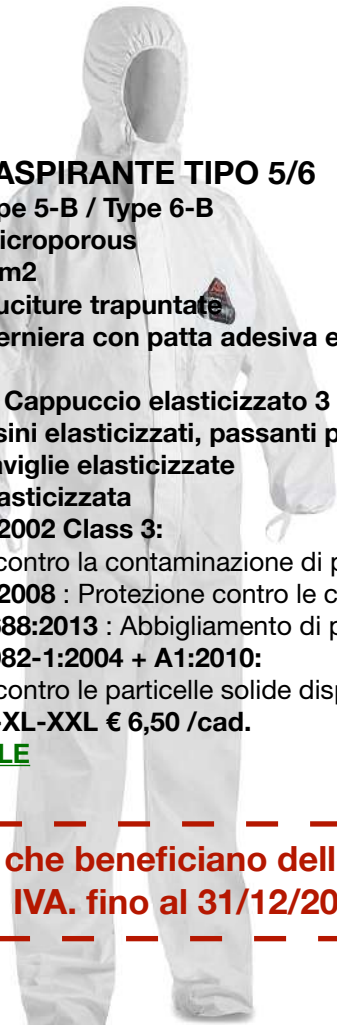 ASPIRANTE TIPO 5/6
pe 5-B / Type 6-B
icroporous
m2
uciture trapuntate
erniera con patta adesiva e
Cappuccio elasticizzato 3
sini elasticizzati, passanti p
aviglie elasticizzate
asticizzata
2002 Class 3:
contro la contaminazione di p
2008 : Protezione contro le c
688:2013 : Abbigliamento di p
982-1:2004 + A1:2010:
contro le particelle solide disp
-XL-XXL € 6,50 /cad.
LE
che beneficiano dell
IVA. fino al 31/12/20